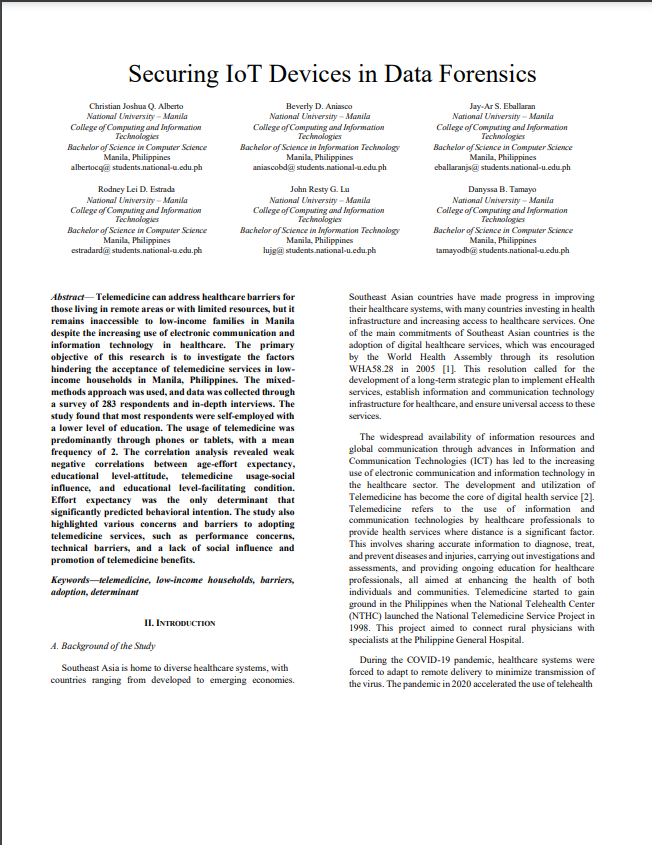 Securing IoT Devices in Data Forensics
Christian Joshua Q. Alberto
National University – Manila
College of Computing and Information
Technologies
Bachelor of Science in Computer Science
Manila, Philippines
albertocq@ students.national-u.edu.ph
Beverly D. Aniasco
National University – Manila
College of Computing and Information
Technologies
Bachelor of Science in Information Technology
Manila, Philippines
aniascobd@ students.national-u.edu.ph
Jay-Ar S. Eballaran
National University – Manila
College of Computing and Information
Technologies
Bachelor of Science in Computer Science
Manila, Philippines
eballaranjs@ students.national-u.edu.ph
Rodney Lei D. Estrada
National University – Manila
College of Computing and Information
Technologies
Bachelor of Science in Computer Science
Manila, Philippines
estradard@ students.national-u.edu.ph
John Resty G. Lu
National University – Manila
College of Computing and Information
Technologies
Bachelor of Science in Information Technology
Manila, Philippines
lujg@ students.national-u.edu.ph
Danyssa B. Tamayo
National University – Manila
College of Computing and Information
Technologies
Bachelor of Science in Computer Science
Manila, Philippines
tamayodb@ students.national-u.edu.ph
Abstract— Telemedicine can address healthcare barriers for
those living in remote areas or with limited resources, but it
remains inaccessible to low-income families in Manila
despite the increasing use of electronic communication and
information technology in healthcare. The primary
objective of this research is to investigate the factors
hindering the acceptance of telemedicine services in low-
income households in Manila, Philippines. The mixed-
methods approach was used, and data was collected through
a survey of 283 respondents and in-depth interviews. The
study found that most respondents were self-employed with
a lower level of education. The usage of telemedicine was
predominantly through phones or tablets, with a mean
frequency of 2. The correlation analysis revealed weak
negative correlations between age-effort expectancy,
educational level-attitude, telemedicine usage-social
influence, and educational level-facilitating condition.
Effort expectancy was the only determinant that
significantly predicted behavioral intention. The study also
highlighted various concerns and barriers to adopting
telemedicine services, such as performance concerns,
technical barriers, and a lack of social influence and
promotion of telemedicine benefits.
Keywords—telemedicine, low-income households, barriers,
adoption, determinant
II. INTRODUCTION
A. Background of the Study
Southeast Asia is home to diverse healthcare systems, with
countries ranging from developed to emerging economies.
Southeast Asian countries have made progress in improving
their healthcare systems, with many countries investing in health
infrastructure and increasing access to healthcare services. One
of the main commitments of Southeast Asian countries is the
adoption of digital healthcare services, which was encouraged
by the World Health Assembly through its resolution
WHA58.28 in 2005 [1]. This resolution called for the
development of a long-term strategic plan to implement eHealth
services, establish information and communication technology
infrastructure for healthcare, and ensure universal access to these
services.
The widespread availability of information resources and
global communication through advances in Information and
Communication Technologies (ICT) has led to the increasing
use of electronic communication and information technology in
the healthcare sector. The development and utilization of
Telemedicine has become the core of digital health service [2].
Telemedicine refers to the use of information and
communication technologies by healthcare professionals to
provide health services where distance is a significant factor.
This involves sharing accurate information to diagnose, treat,
and prevent diseases and injuries, carrying out investigations and
assessments, and providing ongoing education for healthcare
professionals, all aimed at enhancing the health of both
individuals and communities. Telemedicine started to gain
ground in the Philippines when the National Telehealth Center
(NTHC) launched the National Telemedicine Service Project in
1998. This project aimed to connect rural physicians with
specialists at the Philippine General Hospital.
During the COVID-19 pandemic, healthcare systems were
forced to adapt to remote delivery to minimize transmission of
the virus. The pandemic in 2020 accelerated the use of telehealth